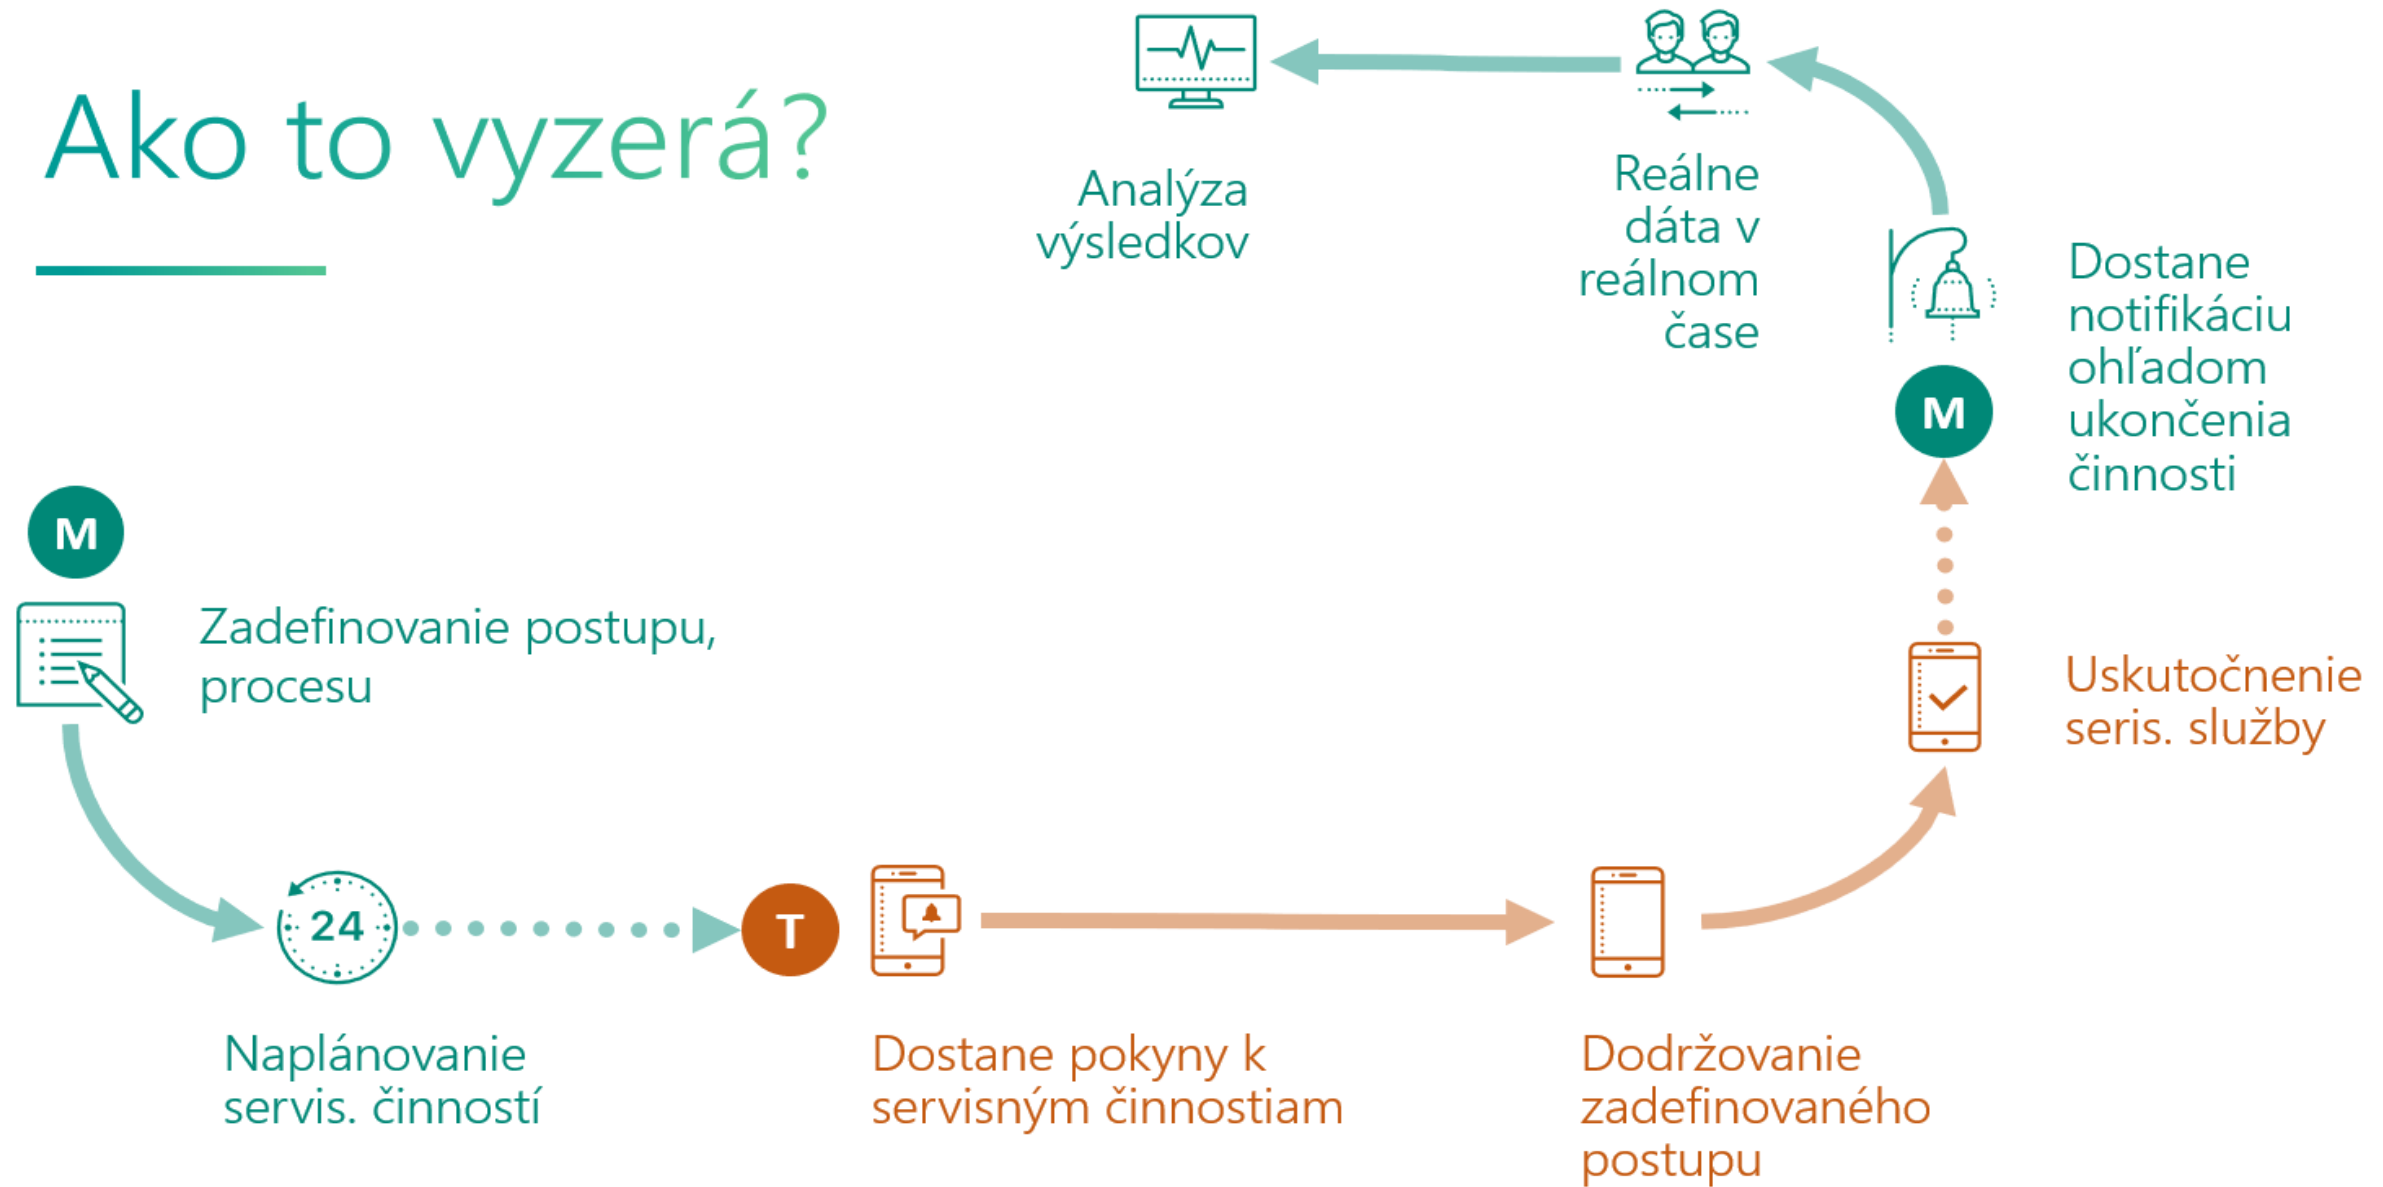 Ako to vyzerá?
M
Zadefinovanie postupu,
procesu
24
Naplánovanie
servis. činností
T
Dostane pokyny k
servisným činnostiam
Dodržovanie
zadefinovaného
postupu
Uskutočnenie
seris. služby
M
Dostane
notifikáciu
ohľadom
ukončenia
činnosti
Reálne
dáta v
reálnom
čase
Analýza
výsledkov